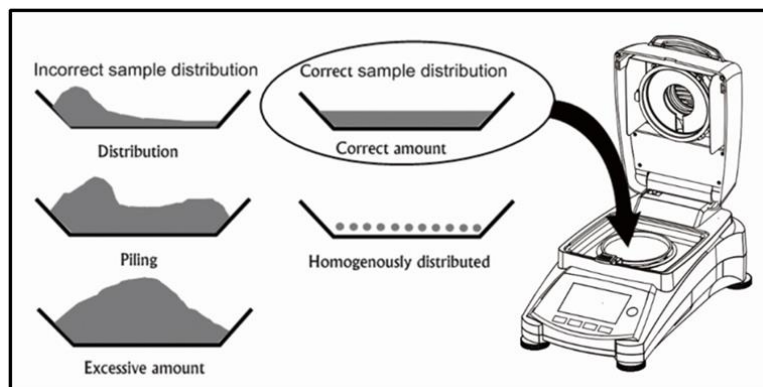 Incorrect sample distribution
Distribution
Piling
Excessive amount
Correct sample distribution
Correct amount
Homogenously distributed